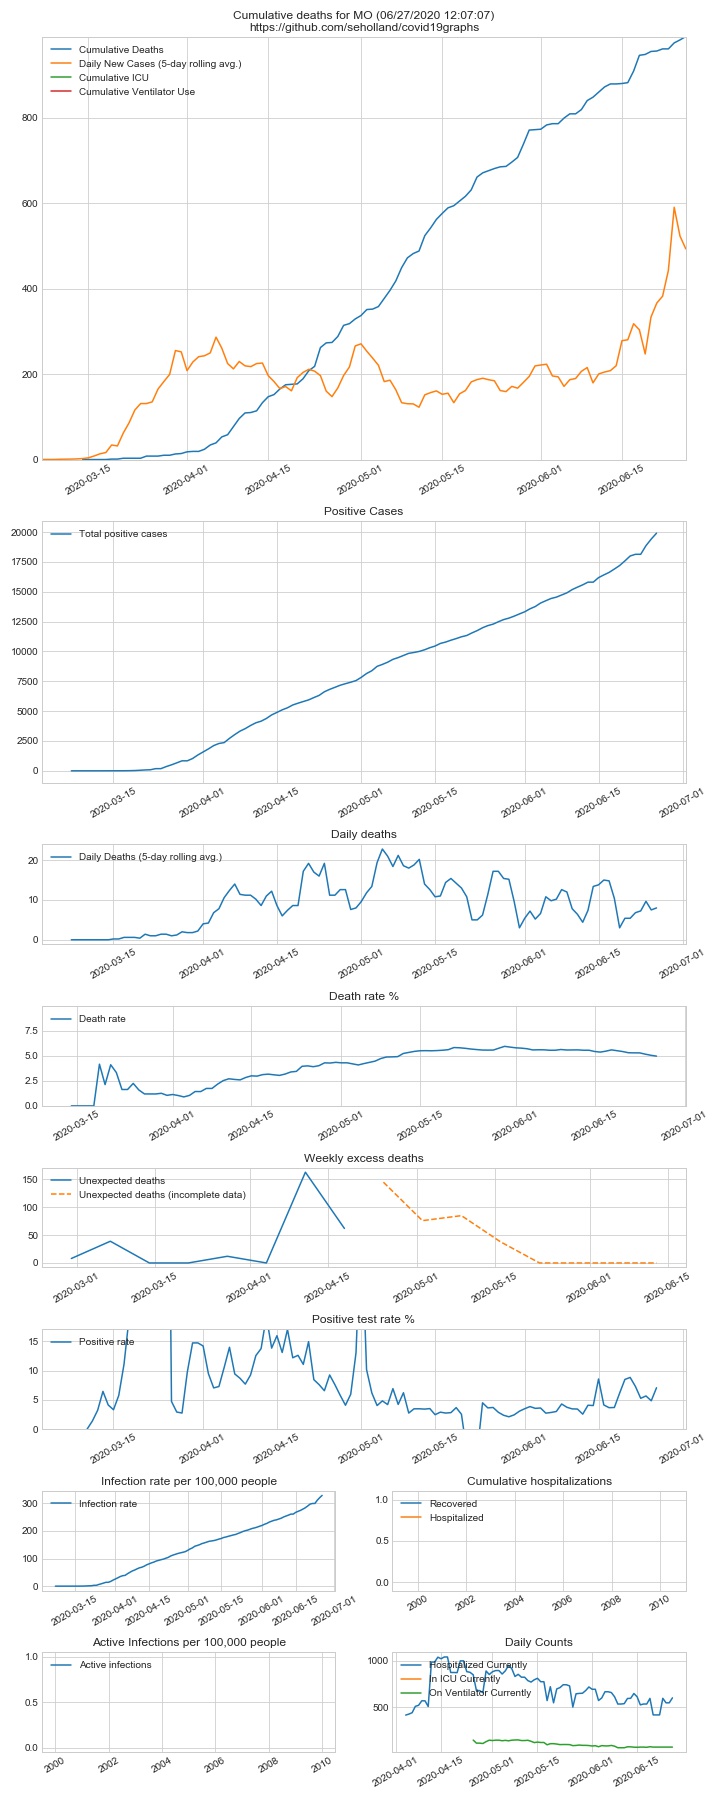 Cumulative deaths for MO (06/27/2020 12:07:07)
https://github.com/seholland/covid19graphs
Cumulative Deaths
Daily New Cases (5-day rolling avg.)
Cumulative ICU
Cumulative Ventilator Use
800
600
400
200
0
2020-03-15 2020-04-01 2020-04-15 2020-05-01 2020-05-15 2020-06-01 2020-06-15
Positive Cases
Total positive cases
20000
17500
15000
12500
10000
7500
5000
2500
0
2020-03-15 2020-04-01 2020-04-15 2020-05-01 2020-05-15 2020-06-01 2020-06-15 2020-07-01
Daily deaths
Daily Deaths (5-day rolling avg.)
20
10
0
2020-03-15 2020-04-01 2020-04-15 2020-05-01 2020-05-15 2020-06-01 2020-06-15 2020-07-01
Death rate %
Death rate
7.5
5.0
2.5
0.0
2020-03-15 2020-04-01 2020-04-15 2020-05-01 2020-05-15 2020-06-01 2020-06-15 2020-07-01
Weekly excess deaths
Unexpected deaths
Unexpected deaths (incomplete data)
150
100
50
0
2020-03-01 2020-03-15 2020-04-01 2020-04-15 2020-05-01 2020-05-15 2020-06-01 2020-06-15
Positive test rate %
Positive rate
15
10
5
0
2020-03-15 2020-04-01 2020-04-15 2020-05-01 2020-05-15 2020-06-01 2020-06-15 2020-07-01
Infection rate per 100,000 people
Infection rate
300
200
100
0
2020-03-15 2020-04-01 2020-04-15 2020-05-01 2020-05-15 2020-06-01 2020-06-15 2020-07-01
Cumulative hospitalizations
Recovered
Hospitalized
1.0
0.5
0.0
2000 2002 2004 2006 2008 2010
Active Infections per 100,000 people
Active infections
1.0
0.5
0.0
2000 2002 2004 2006 2008 2010
Daily Counts
Hospitalized Currently
In ICU Currently
On Ventilator Currently
1000
500
2020-04-01 2020-04-15 2020-05-01 2020-05-15 2020-06-01 2020-06-15